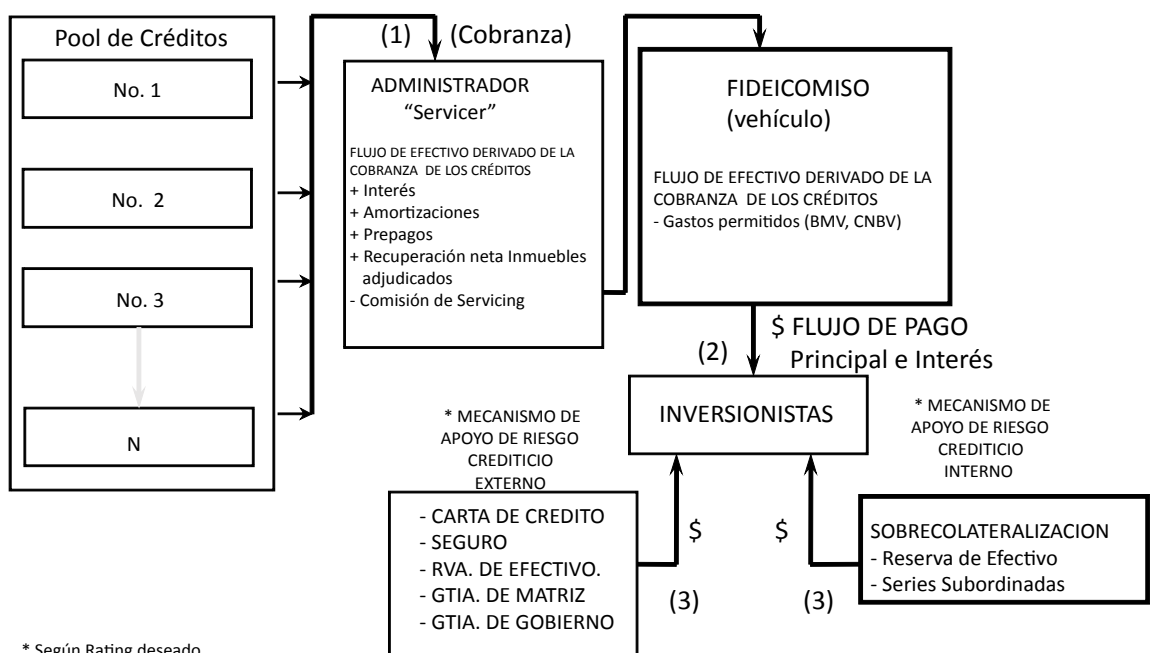 Pool de Créditos
No. 1
No.  2
No. 3
N
(1)
(Cobranza)
ADMINISTRADOR
“Servicer”
FLUJO DE EFECTIVO DERIVADO DE LA
COBRANZA  DE LOS CRÉDITOS
+ Interés
+ Amortizaciones
+ Prepagos
+ Recuperación neta Inmuebles
adjudicados
- Comisión de Servicing
FIDEICOMISO
(vehículo)
FLUJO DE EFECTIVO DERIVADO DE LA
COBRANZA  DE LOS CRÉDITOS
- Gastos permitidos (BMV, CNBV)
(2)
$ FLUJO DE PAGO
Principal e Interés
INVERSIONISTAS
* MECANISMO DE
APOYO DE RIESGO
CREDITICIO
EXTERNO
* MECANISMO DE
APOYO DE RIESGO
CREDITICIO
INTERNO
- CARTA DE CREDITO
- SEGURO
- RVA. DE EFECTIVO.
- GTIA. DE MATRIZ
- GTIA. DE GOBIERNO
$
(3)
$
(3)
SOBRECOLATERALIZACION
- Reserva de Efectivo
- Series Subordinadas
* Según Rating deseado